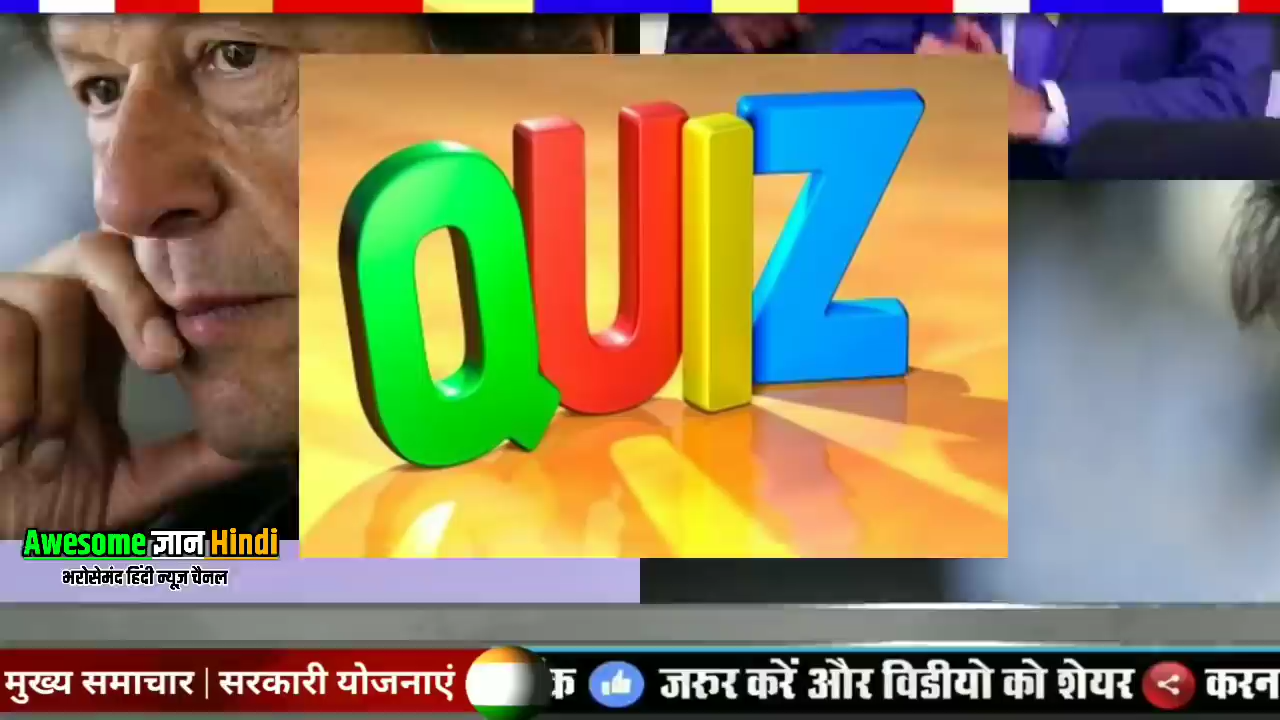 QUIZ
Awesome ज्ञान Hindi
भरोसेमंद हिंदी न्यूज़ चैनल
मुख्य समाचार | सरकारी योजनाएं
जरुर करें और विडीयो को शेयर